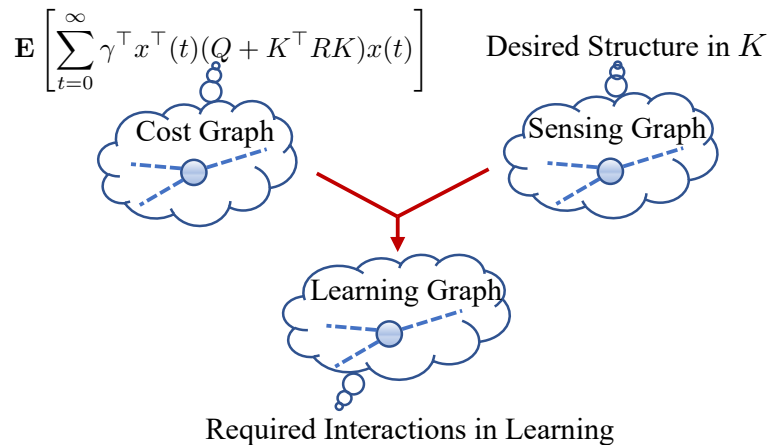 $\mathbf{E}\left[\sum_{t=0}^{\infty} \gamma^{\top} x^{\top}(t)(Q + K^{\top} R K)x(t)\right]$
Desired Structure in $K$
Cost Graph
Sensing Graph
Learning Graph
Required Interactions in Learning